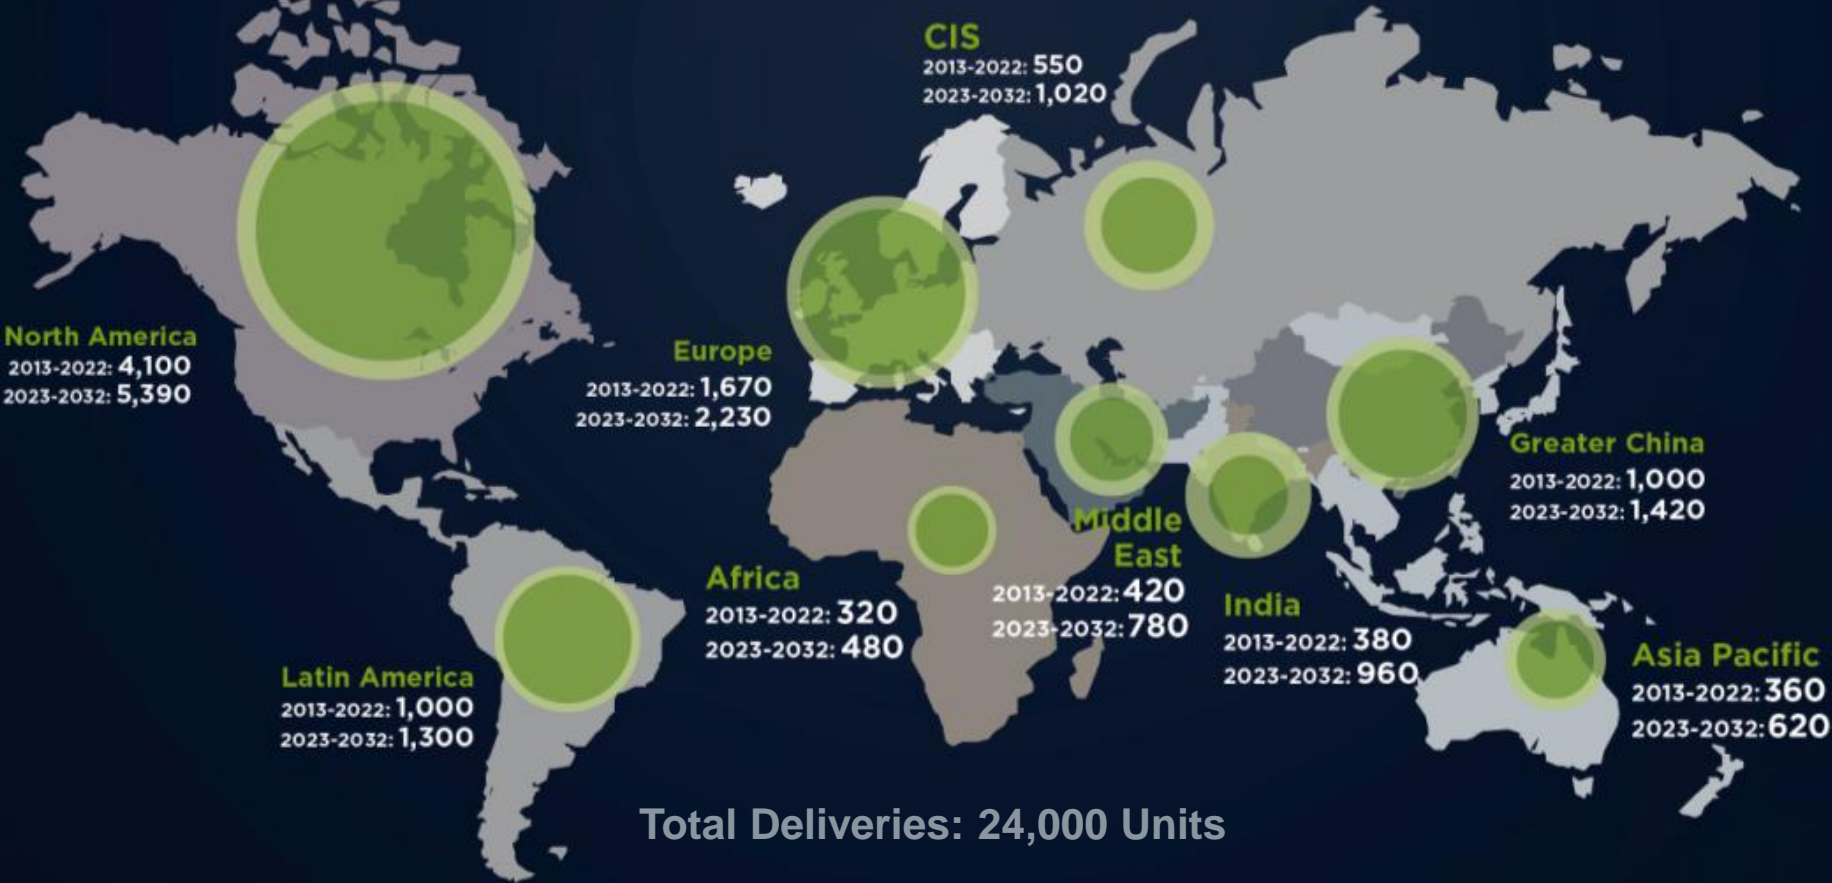 CIS
2013-2022: 550
2023-2032: 1,020
North America
2013-2022: 4,100
2023-2032: 5,390
Europe
2013-2022: 1,670
2023-2032: 2,230
Greater China
2013-2022: 1,000
2023-2032: 1,420
Middle
East
2013-2022: 420
2023-2032: 780
Africa
2013-2022: 320
2023-2032: 480
India
2013-2022: 380
2023-2032: 960
Asia Pacific
2013-2022: 360
2023-2032: 620
Latin America
2013-2022: 1,000
2023-2032: 1,300
Total Deliveries: 24,000 Units